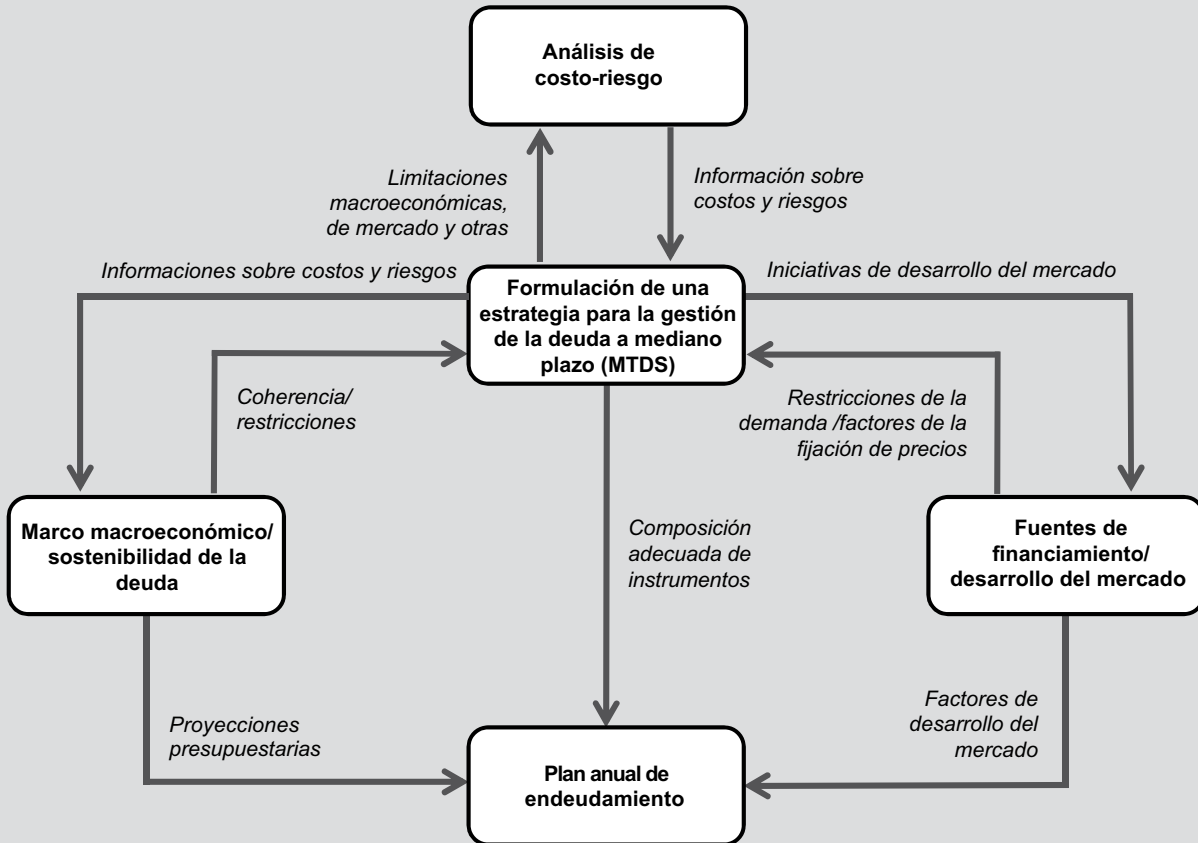 Análisis de
costo-riesgo
Limitaciones
macroeconómicas,
de mercado y otras
Información sobre
costos y riesgos
Informaciones sobre costos y riesgos
Iniciativas de desarrollo del mercado
Formulación de una
estrategia para la gestión
de la deuda a mediano
plazo (MTDS)
Coherencia/
restricciones
Restricciones de la
demanda /factores de la
fijación de precios
Marco macroeconómico/
sostenibilidad de la
deuda
Composición
adecuada de
instrumentos
Fuentes de
financiamiento/
desarrollo del mercado
Proyecciones
presupuestarias
Factores de
desarrollo del
mercado
Plan anual de
endeudamiento